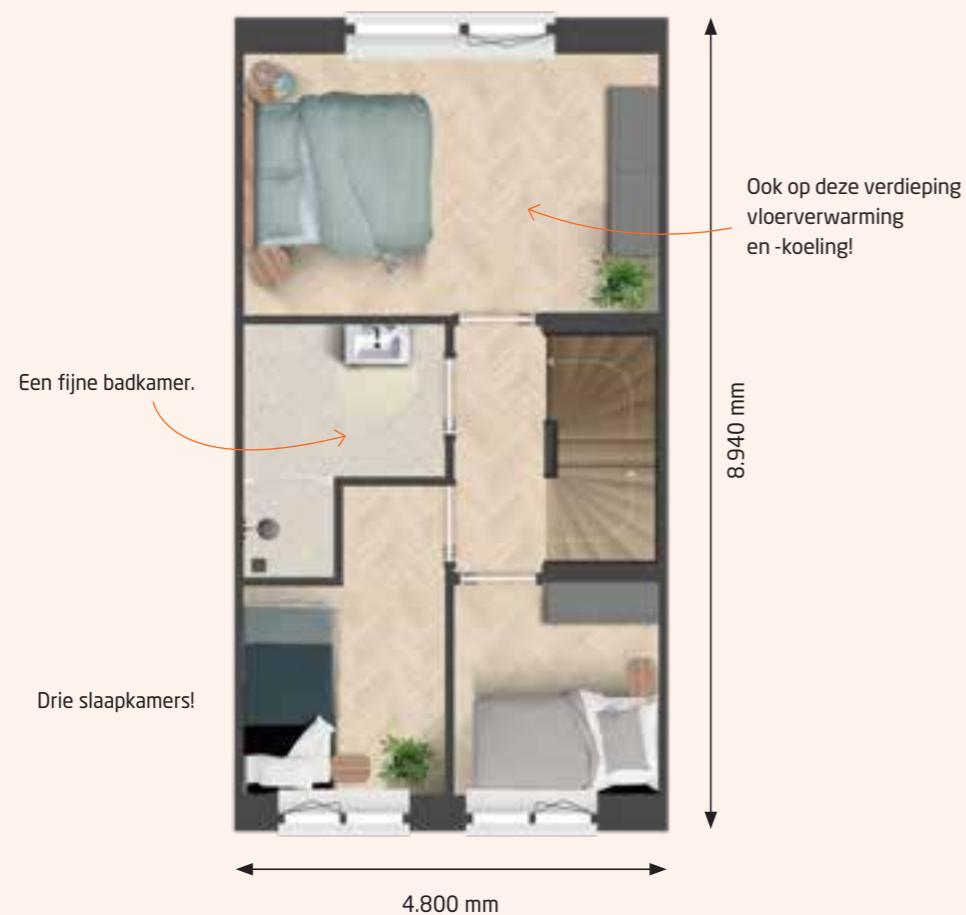 Ook op deze verdieping
vloerverwarming
en -koeling!
Een fijne badkamer.
8.940 mm
Drie slaapkamers!
4.800 mm